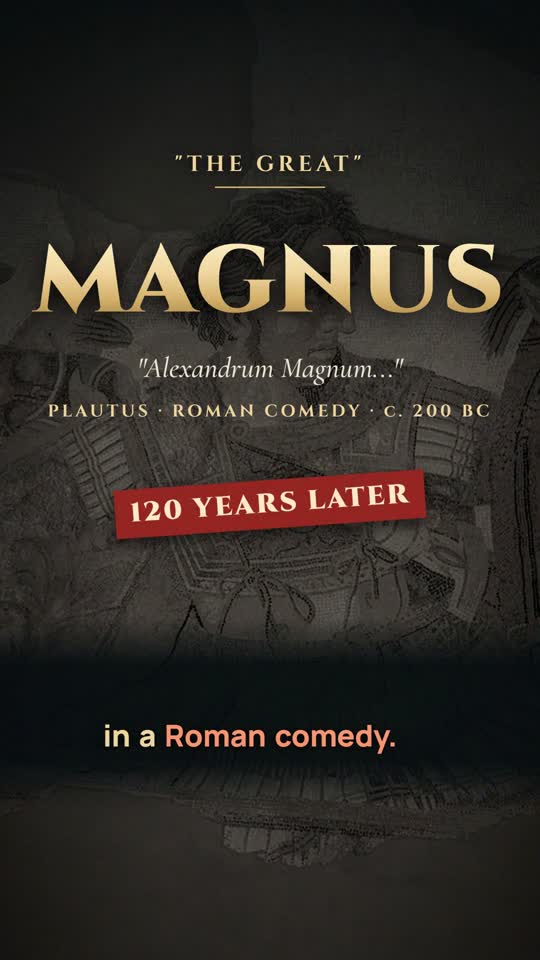 "THE GREAT"
MAGNUS
"Alexandrum Magnum..."
PLAUTUS · ROMAN COMEDY · C. 200 BC
120 YEARS LATER
in a Roman comedy.